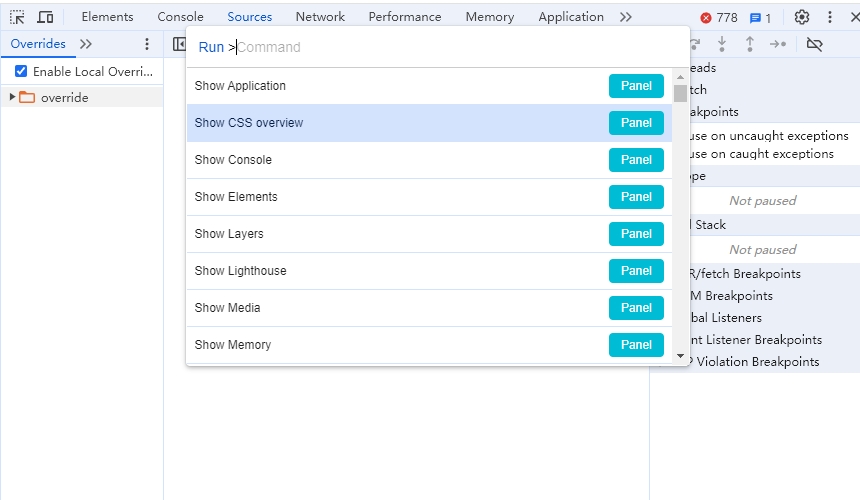 Elements Console Sources Network Performance Memory Application 778 1
Overrides
Enable Local Overri...
override
Run >Command
Show Application Panel
Show CSS overview Panel
Show Console Panel
Show Elements Panel
Show Layers Panel
Show Lighthouse Panel
Show Media Panel
Show Memory Panel
eads
tch
akpoints
use on uncaught exceptions
use on caught exceptions
ope
Not paused
l Stack
Not paused
R/fetch Breakpoints
M Breakpoints
bal Listeners
nt Listener Breakpoints
P Violation Breakpoints